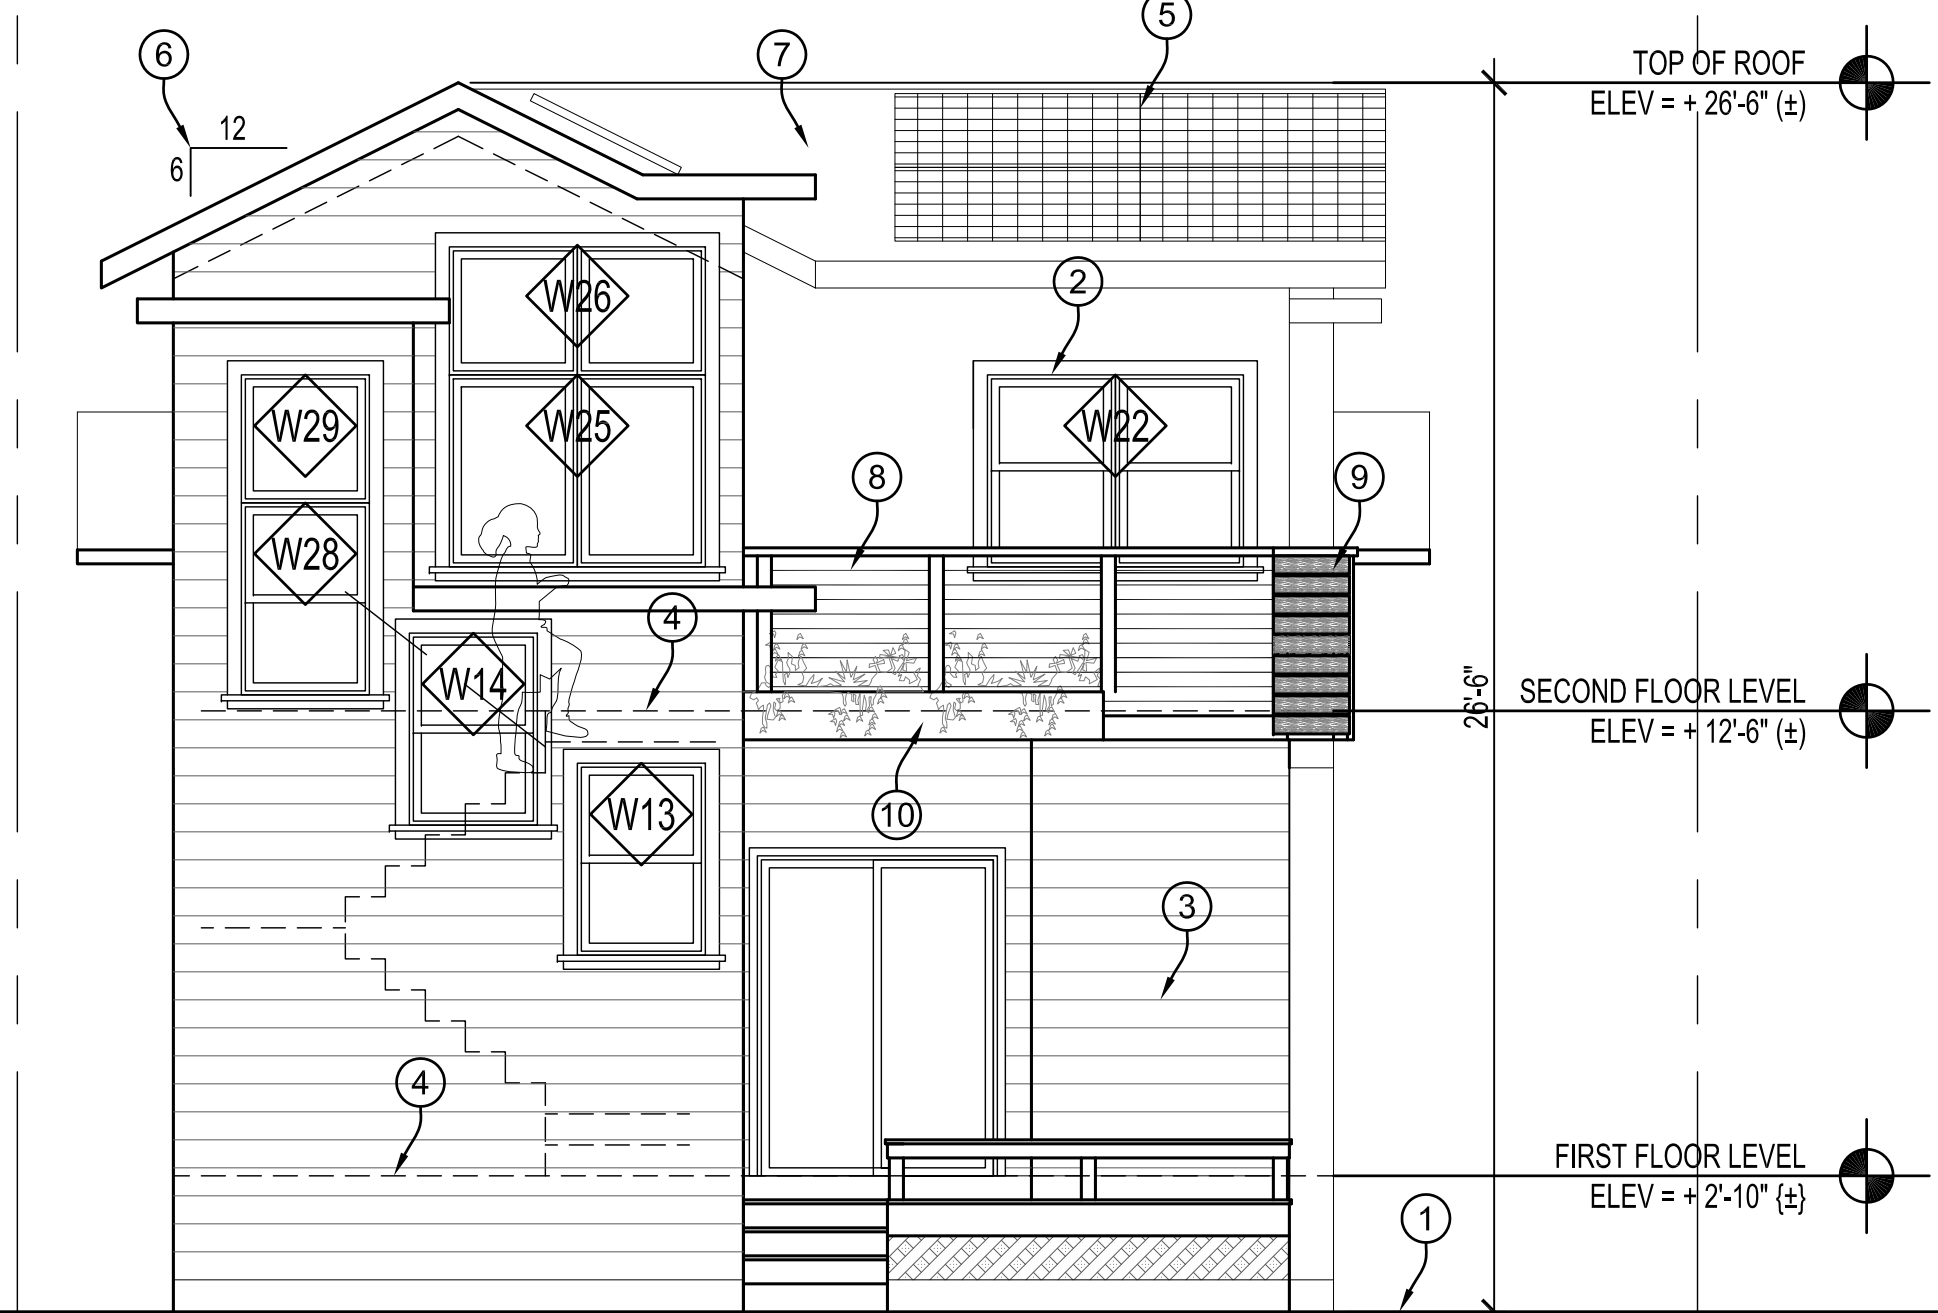 5
6
7
TOP OF ROOF
ELEV = + 26'-6" (±)
12
6
2
W26
W29
W25
W22
8
9
W28
4
W14
26'-6"
SECOND FLOOR LEVEL
ELEV = + 12'-6" (±)
W13
10
3
4
FIRST FLOOR LEVEL
ELEV = + 2'-10" {±}
1